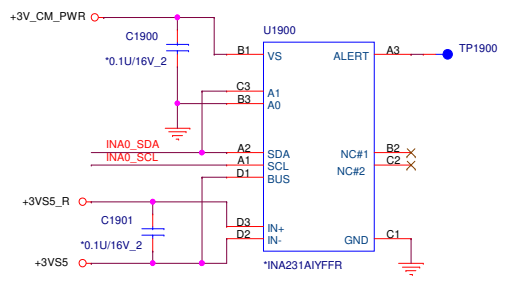 +3V_CM_PWR
C1900
*0.1U/16V_2
U1900
B1 VS ALERT A3 TP1900
C3 A1
B3 A0
INA0_SDA A2 SDA NC#1 B2
INA0_SCL A1 SCL NC#2 C2
D1 BUS
+3VS5_R
C1901
*0.1U/16V_2
D3 IN+
D2 IN- GND C1
+3VS5
*INA231AIYFFR